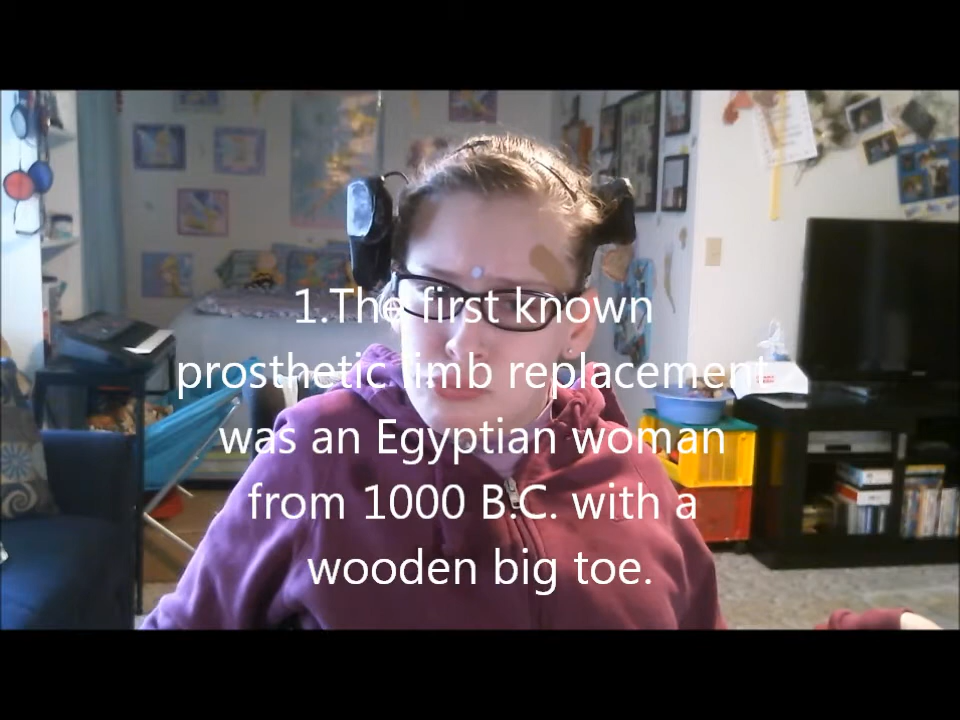 1.The first known
prosthetic limb replacement
was an Egyptian woman
from 1000 B.C. with a
wooden big toe.